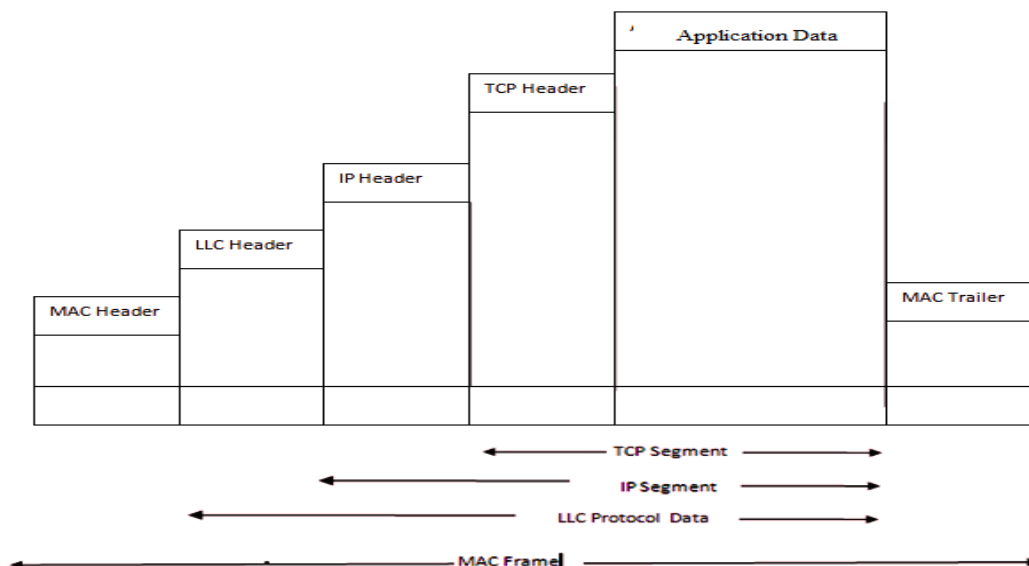 Application Data
TCP Header
IP Header
LLC Header
MAC Header
MAC Trailer
TCP Segment
IP Segment
LLC Protocol Data
MAC Frame